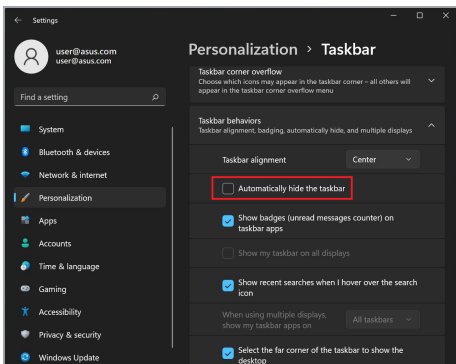 Settings
user@asus.com
user@asus.com
Find a setting
System
Bluetooth & devices
Network & internet
Personalization
Apps
Accounts
Time & language
Gaming
Accessibility
Privacy & security
Windows Update
Personalization > Taskbar
Taskbar corner overflow
Choose which icons may appear in the taskbar corner – all others will
appear in the taskbar corner overflow menu
Taskbar behaviors
Taskbar alignment, badging, automatically hide, and multiple displays
Taskbar alignment
Center
Automatically hide the taskbar
Show badges (unread messages counter) on
taskbar apps
Show my taskbar on all displays
Show recent searches when I hover over the search
icon
When using multiple displays,
show my taskbar apps on
All taskbars
Select the far corner of the taskbar to show the
desktop